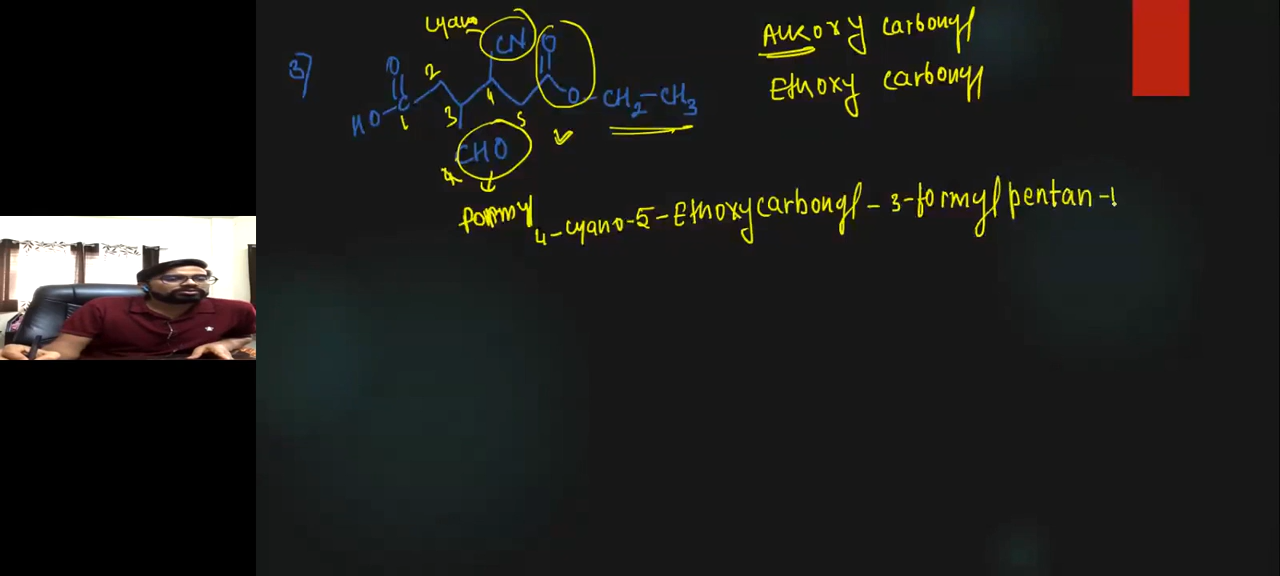 3)
cyano
CN
O
O
HO-C
O-CH2-CH3
1
2
3
4
5
CHO
formyl
Alkoxy carbonyl
Ethoxy carbonyl
4-cyano-5-Ethoxycarbonyl-3-formylpentan-1